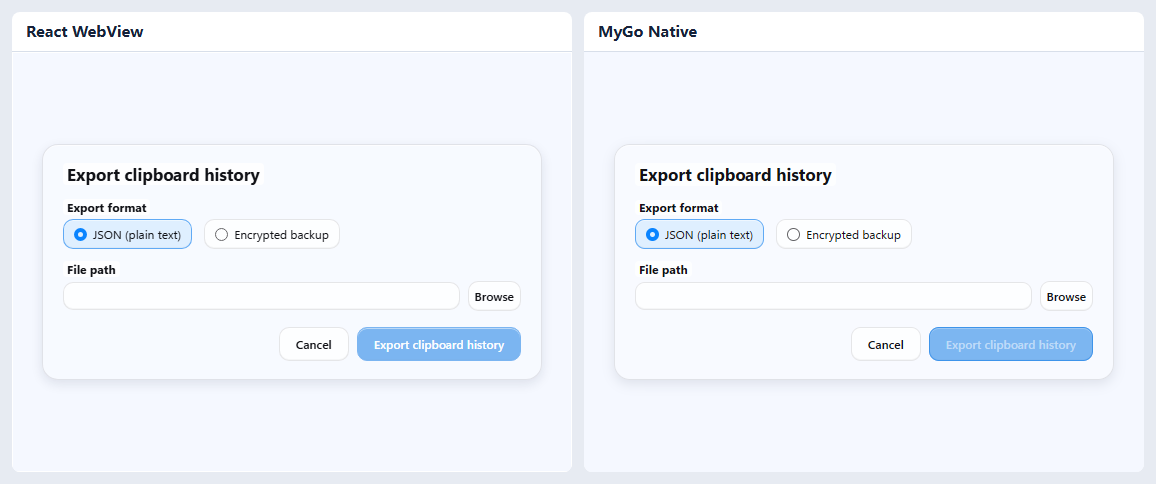 React WebView
Export clipboard history
Export format
JSON (plain text) Encrypted backup
File path
Browse
Cancel Export clipboard history
MyGo Native
Export clipboard history
Export format
JSON (plain text) Encrypted backup
File path
Browse
Cancel Export clipboard history